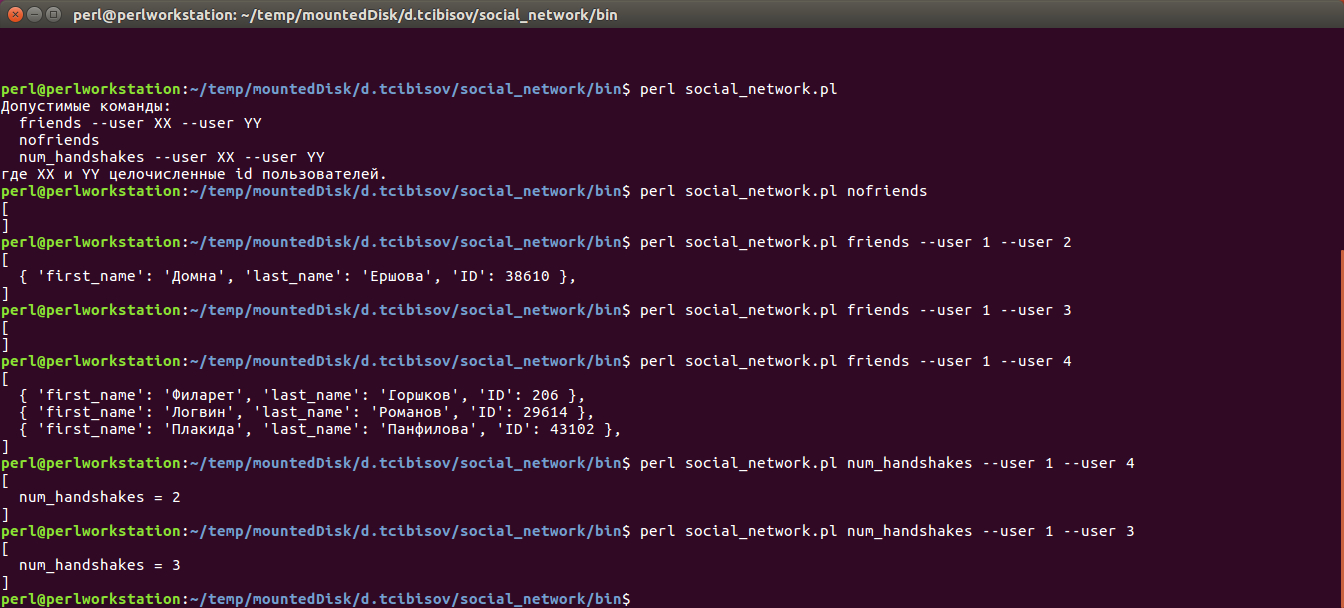 perl@perlworkstation: ~/temp/mountedDisk/d.tcibisov/social_network/bin
perl@perlworkstation:~/temp/mountedDisk/d.tcibisov/social_network/bin$ perl social_network.pl
Допустимые команды:
  friends --user XX --user YY
  nofriends
  num_handshakes --user XX --user YY
где XX и YY целочисленные id пользователей.
perl@perlworkstation:~/temp/mountedDisk/d.tcibisov/social_network/bin$ perl social_network.pl nofriends
[
]
perl@perlworkstation:~/temp/mountedDisk/d.tcibisov/social_network/bin$ perl social_network.pl friends --user 1 --user 2
[
  { 'first_name': 'Домна', 'last_name': 'Ершова', 'ID': 38610 },
]
perl@perlworkstation:~/temp/mountedDisk/d.tcibisov/social_network/bin$ perl social_network.pl friends --user 1 --user 3
[
]
perl@perlworkstation:~/temp/mountedDisk/d.tcibisov/social_network/bin$ perl social_network.pl friends --user 1 --user 4
[
  { 'first_name': 'Филарет', 'last_name': 'Горшков', 'ID': 206 },
  { 'first_name': 'Логвин', 'last_name': 'Романов', 'ID': 29614 },
  { 'first_name': 'Плакида', 'last_name': 'Панфилова', 'ID': 43102 },
]
perl@perlworkstation:~/temp/mountedDisk/d.tcibisov/social_network/bin$ perl social_network.pl num_handshakes --user 1 --user 4
[
  num_handshakes = 2
]
perl@perlworkstation:~/temp/mountedDisk/d.tcibisov/social_network/bin$ perl social_network.pl num_handshakes --user 1 --user 3
[
  num_handshakes = 3
]
perl@perlworkstation:~/temp/mountedDisk/d.tcibisov/social_network/bin$